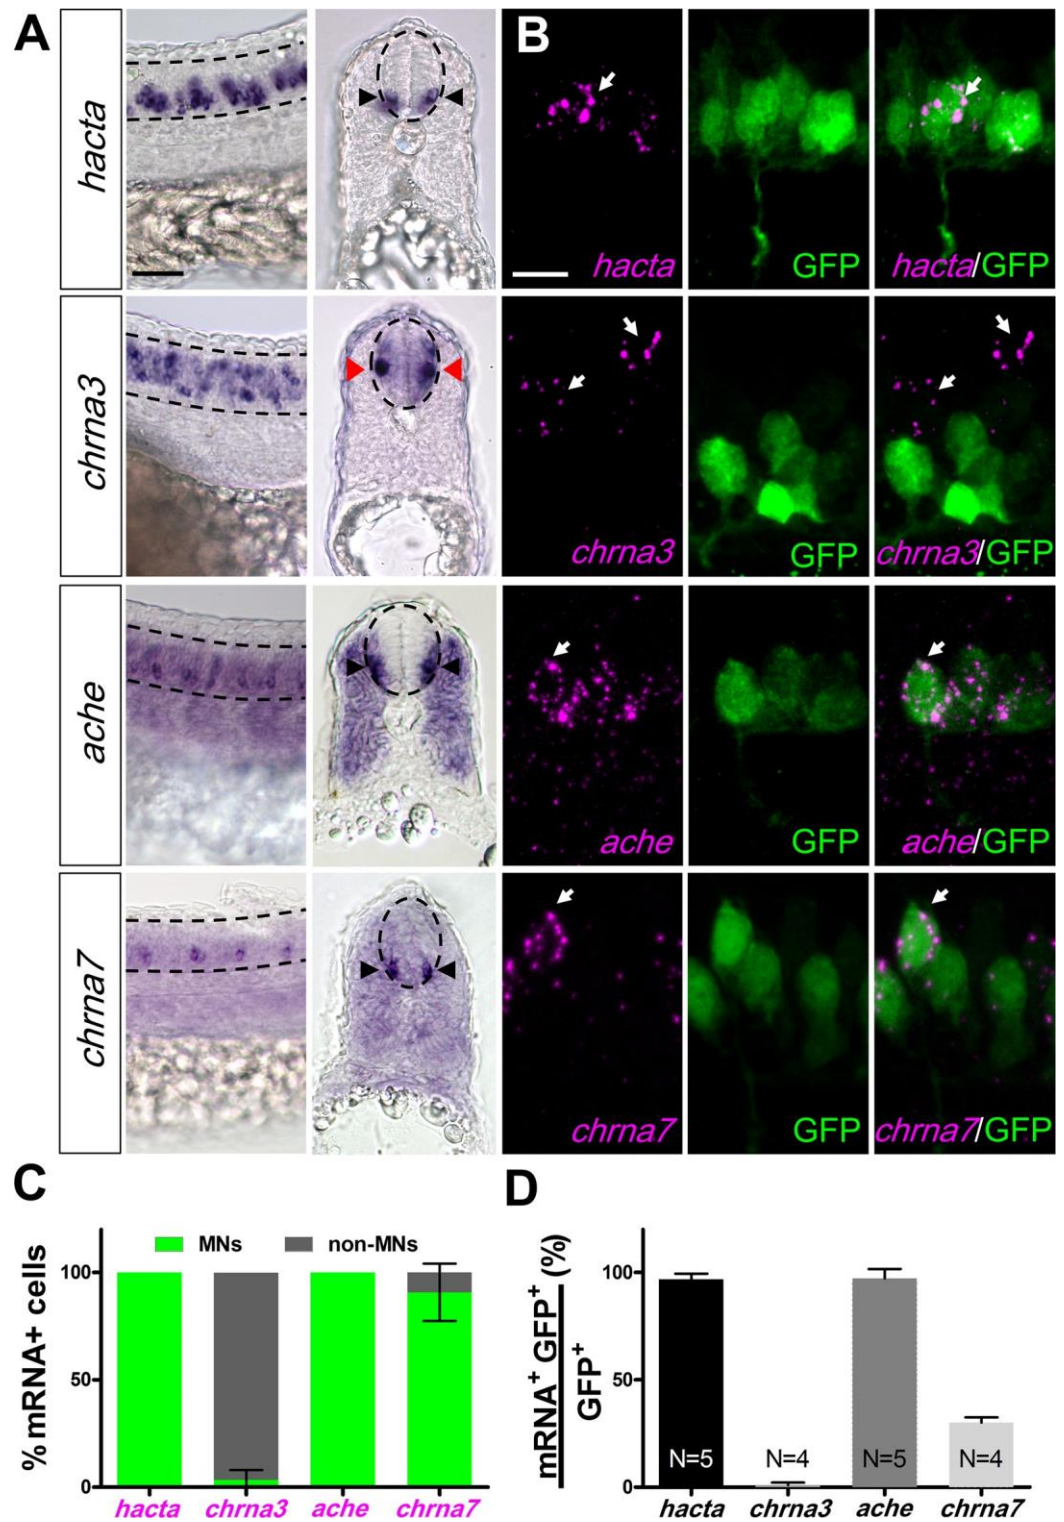 A
B
hacta
hacta
GFP
hacta/GFP
chrna3
chrna3
GFP
chrna3/GFP
ache
ache
GFP
ache/GFP
chrna7
chrna7
GFP
chrna7/GFP
C
% mRNA+ cells
MNs
non-MNs
100
50
0
hacta
chrna3
ache
chrna7
D
mRNA⁺ GFP⁺ (%)
GFP⁺
100
50
0
N=5
N=4
N=5
N=4
hacta
chrna3
ache
chrna7